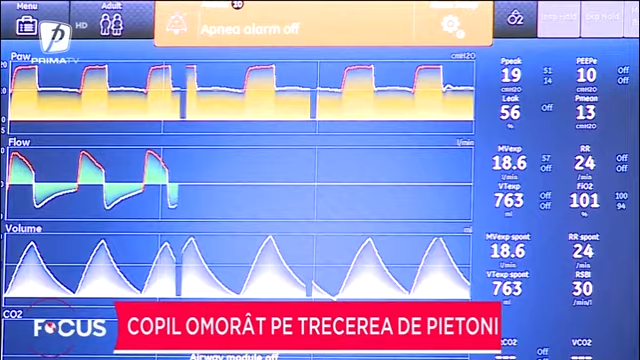 Menu
Adult
HD
Apnea alarm off
O2
PRIMA TV
Paw
cmH2O
Flow
l/min
Volume
ml
CO2
Ppeak
19
cmH2O
51
14
PEEPe
10
cmH2O
Off
Off
Leak
56
%
Off
Pmean
13
cmH2O
MVexp
18.6
l/min
57
Off
RR
24
/min
Off
Off
VTexp
763
ml
Off
Off
FiO2
101
%
100
94
MVexp spont
18.6
l/min
RR spont
24
/min
VTexp spont
763
ml
RSBI
30
/min/l
FOCUS
COPIL OMORÂT PE TRECEREA DE PIETONI
VCO2
Airway module off